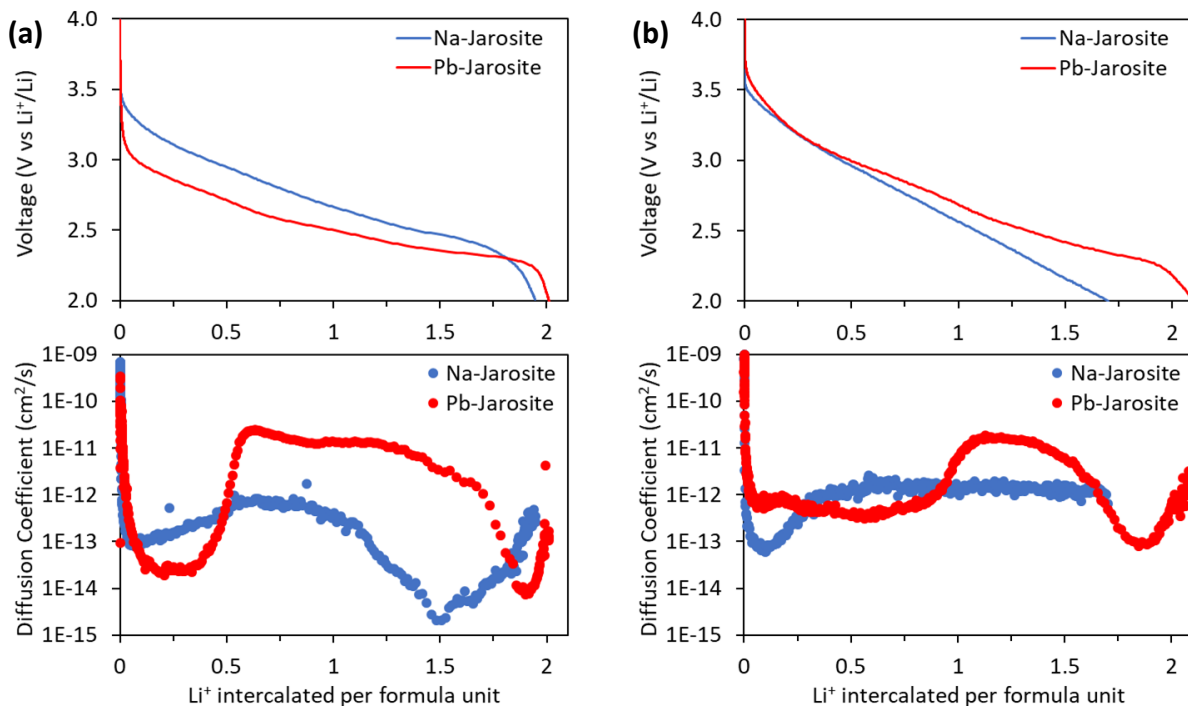 (a)
4.0
3.5
3.0
2.5
2.0
Voltage (V vs Li⁺/Li)
Na-Jarosite
Pb-Jarosite
0 0.5 1 1.5 2
1E-09
1E-10
1E-11
1E-12
1E-13
1E-14
1E-15
Diffusion Coefficient (cm²/s)
Na-Jarosite
Pb-Jarosite
0 0.5 1 1.5 2
Li⁺ intercalated per formula unit
(b)
4.0
3.5
3.0
2.5
2.0
Voltage (V vs Li⁺/Li)
Na-Jarosite
Pb-Jarosite
0 0.5 1 1.5 2
1E-09
1E-10
1E-11
1E-12
1E-13
1E-14
1E-15
Diffusion Coefficient (cm²/s)
Na-Jarosite
Pb-Jarosite
0 0.5 1 1.5 2
Li⁺ intercalated per formula unit